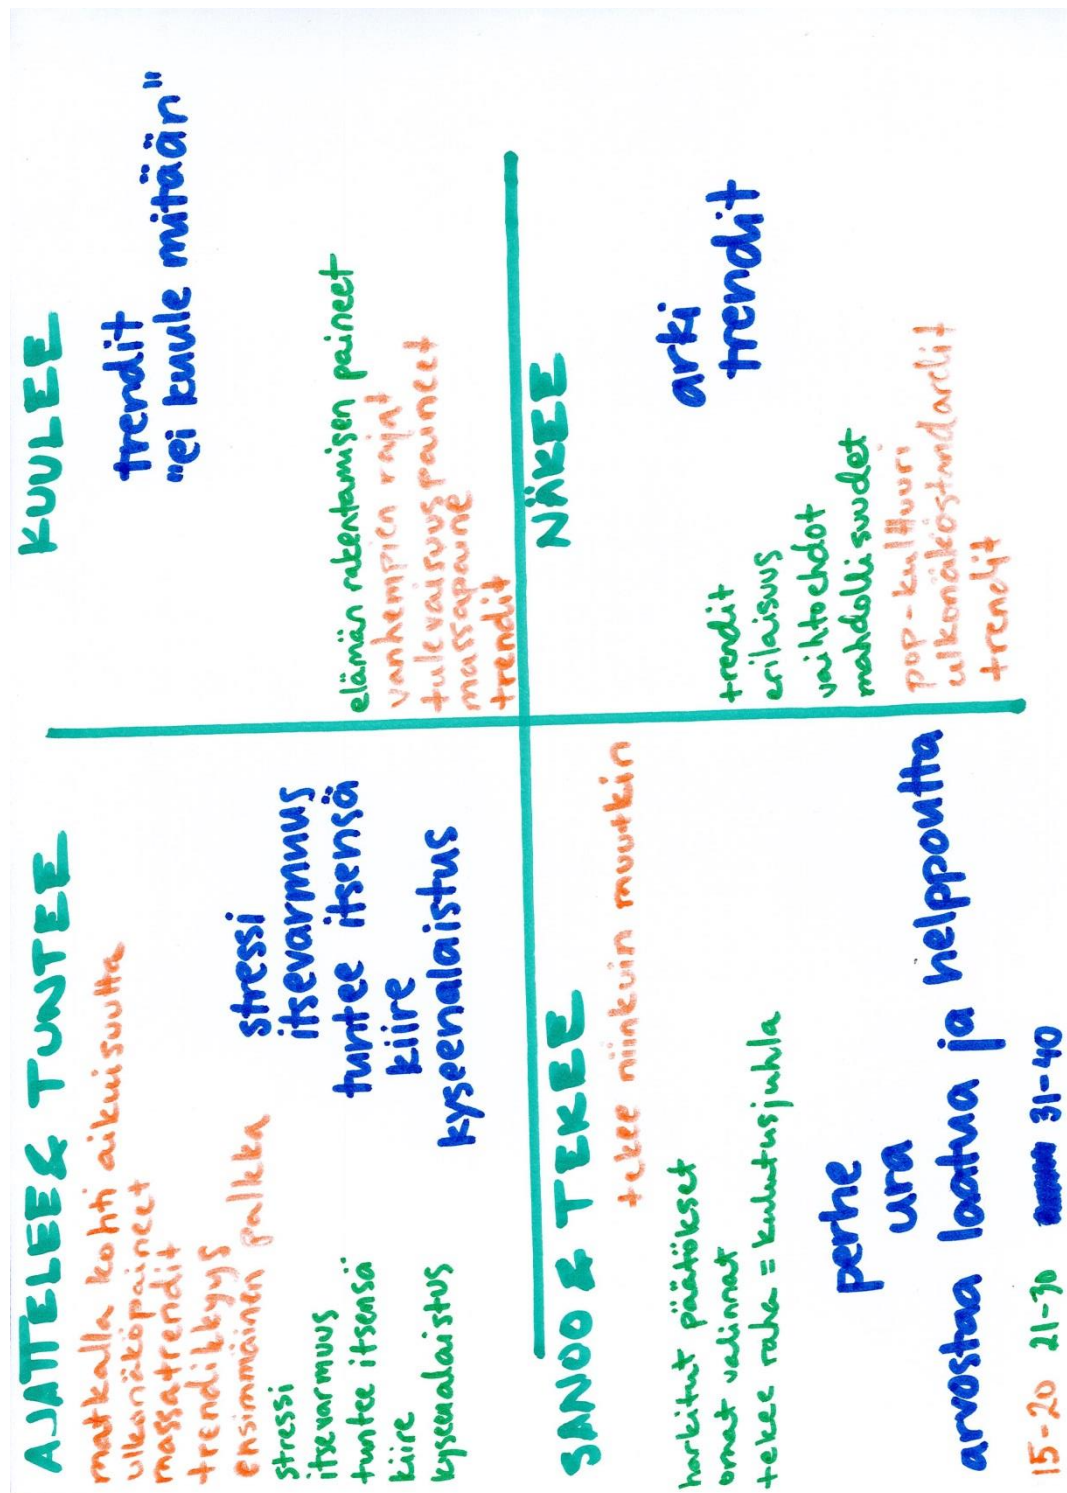 AJATTELEE & TUNTEE
matkalla kohti aikuisuutta
ulkonäköpaineet
massatrendit
trendikkyys
ensimmäinen palkka
stressi
itsevarmuus
tuntee itsensä
kiire
kyseenalaistus
stressi
itsevarmuus
tuntee itsensä
kiire
kyseenalaistus
KUULEE
trendit
"ei kuule mitään"
elämän rakentamisen paineet
vanhempien rajat
tulevaisuus paineet
massapaine
trendit
SANOO & TEKEE
tekee niinkuin muutkin
harkitut päätökset
omat valinnat
tekee raha = kulutusjuhla
perhe
ura
arvostaa laatua ja helppoutta
NÄKEE
arki
trendit
trendit
erilaisuus
vaihtoehdot
mahdollisuudet
pop-kulttuuri
ulkonäköstandardit
trendit
15-20 21-30 31-40